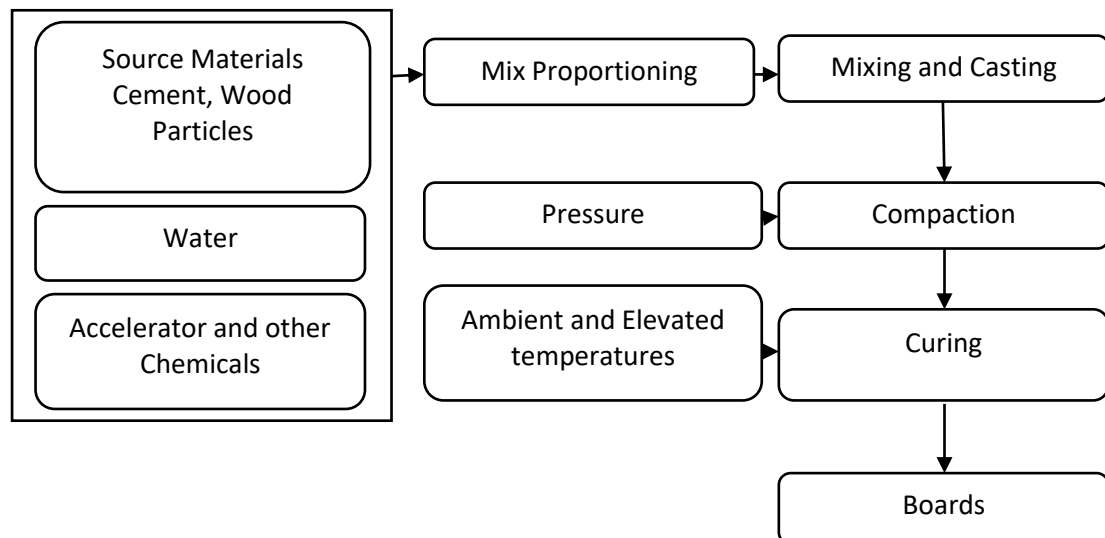 Source Materials
Cement, Wood
Particles
Water
Accelerator and other
Chemicals
Mix Proportioning
Mixing and Casting
Pressure
Compaction
Ambient and Elevated
temperatures
Curing
Boards